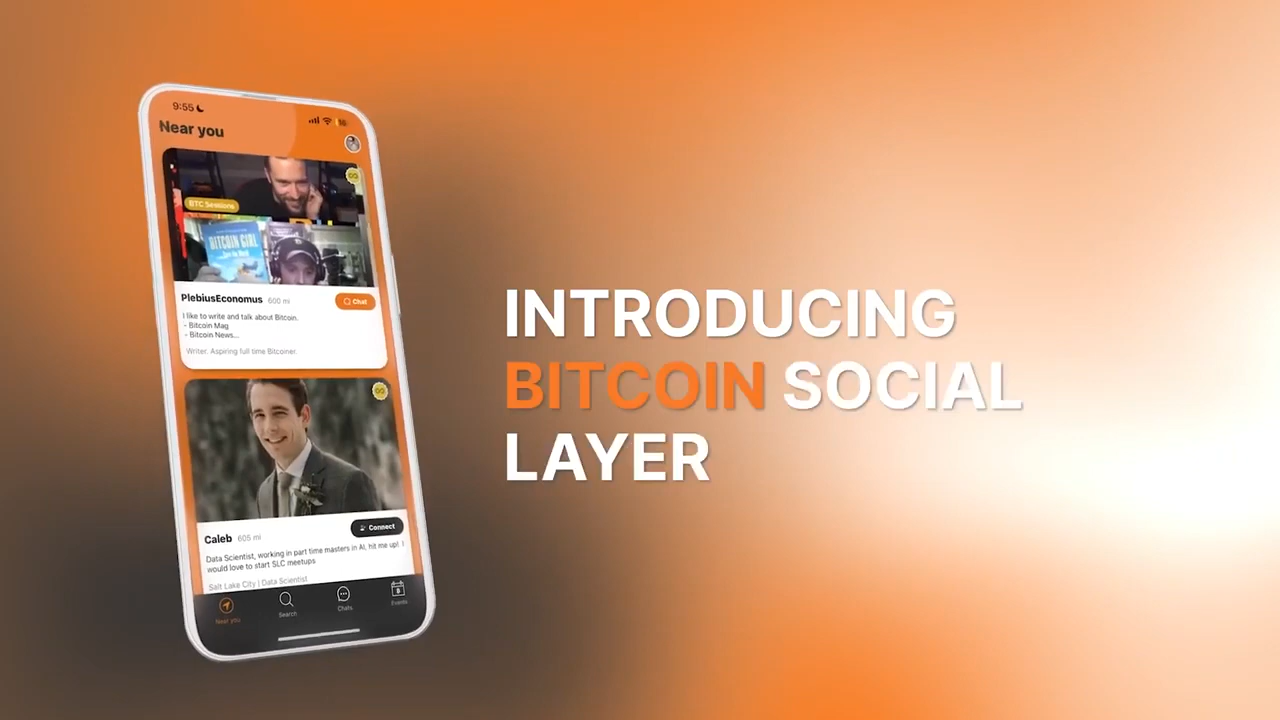 9:55
Near you
BTC Sessions
BITCOIN GIRL
Save the World
PlebiusEconomus 600 mi
Chat
I like to write and talk about Bitcoin.
- Bitcoin Mag
- Bitcoin News...
Writer. Aspiring full time Bitcoiner.
Caleb 605 mi
Connect
Data Scientist, working in part time masters in AI, hit me up! I
would love to start SLC meetups
Salt Lake City | Data Scientist
Near you
Search
Chats
Events
INTRODUCING
BITCOIN SOCIAL
LAYER